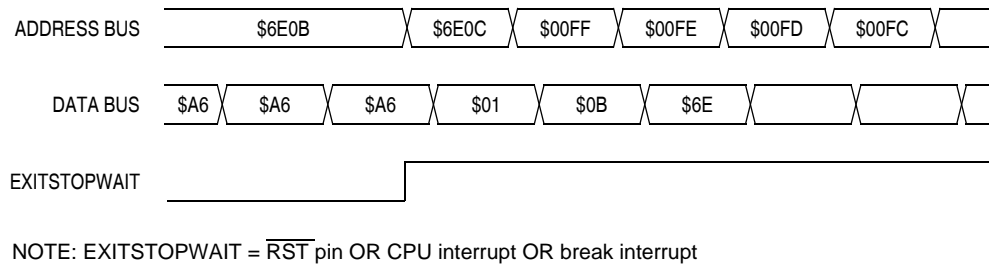 ADDRESS BUS $6E0B $6E0C $00FF $00FE $00FD $00FC
DATA BUS $A6 $A6 $A6 $01 $0B $6E
EXITSTOPWAIT
NOTE: EXITSTOPWAIT = RST pin OR CPU interrupt OR break interrupt